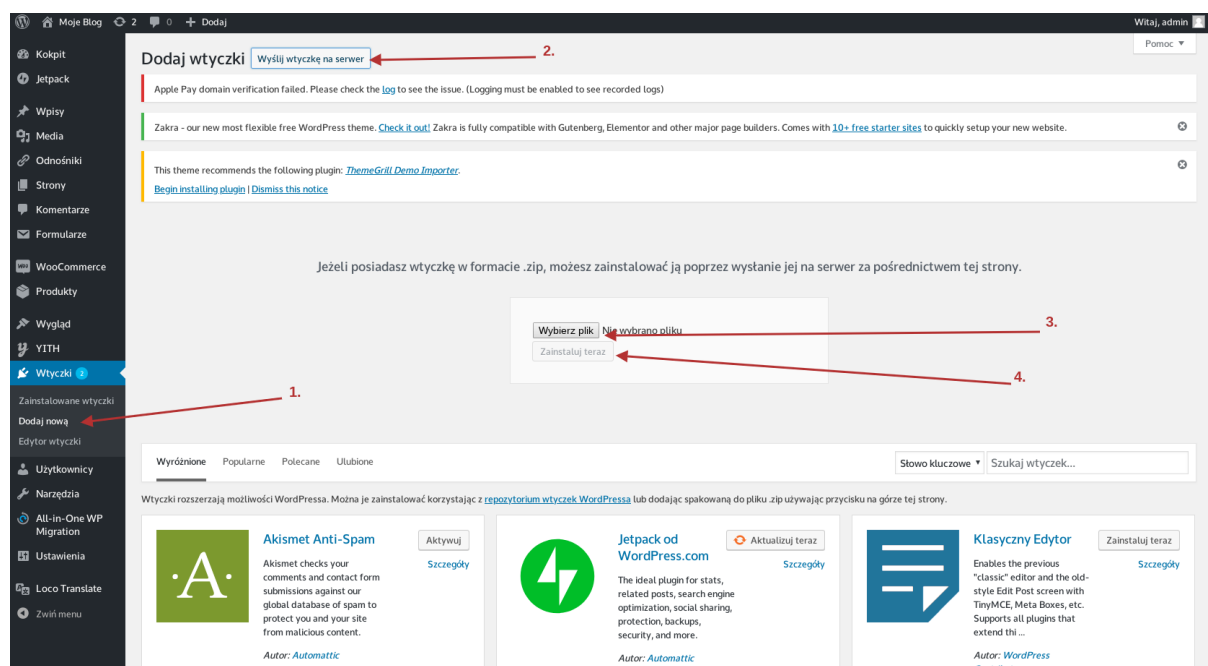 Moje Blog 2 0 + Dodaj Witaj, admin
Pomoc ▼
Kokpit
Jetpack
Wpisy
Media
Odnośniki
Strony
Komentarze
Formularze
WooCommerce
Produkty
Wygląd
YITH
Wtyczki 2
Zainstalowane wtyczki
Dodaj nową
Edytor wtyczki
Użytkownicy
Narzędzia
All-in-One WP
Migration
Ustawienia
Loco Translate
Zwiń menu
1.
Dodaj wtyczki Wyślij wtyczkę na serwer 2.
Apple Pay domain verification failed. Please check the log to see the issue. (Logging must be enabled to see recorded logs)
Zakra - our new most flexible free WordPress theme. Check it out! Zakra is fully compatible with Gutenberg, Elementor and other major page builders. Comes with 10+ free starter sites to quickly setup your new website.
This theme recommends the following plugin: ThemeGrill Demo Importer.
Begin installing plugin | Dismiss this notice
Jeżeli posiadasz wtyczkę w formacie .zip, możesz zainstalować ją poprzez wysłanie jej na serwer za pośrednictwem tej strony.
Wybierz plik Nie wybrano pliku 3.
Zainstaluj teraz 4.
Wyróżnione Popularne Polecane Ulubione Słowo kluczowe ▼ Szukaj wtyczek...
Wtyczki rozszerzają możliwości WordPressa. Można je zainstalować korzystając z repozytorium wtyczek WordPressa lub dodając spakowaną do pliku .zip używając przycisku na górze tej strony.
·A·
Akismet Anti-Spam
Aktywuj
Szczegóły
Akismet checks your
comments and contact form
submissions against our
global database of spam to
protect you and your site
from malicious content.
Autor: Automattic
Jetpack od
WordPress.com
Aktualizuj teraz
Szczegóły
The ideal plugin for stats,
related posts, search engine
optimization, social sharing,
protection, backups,
security, and more.
Autor: Automattic
Klasyczny Edytor
Zainstaluj teraz
Szczegóły
Enables the previous
"classic" editor and the old-
style Edit Post screen with
TinyMCE, Meta Boxes, etc.
Supports all plugins that
extend thi ...
Autor: WordPress